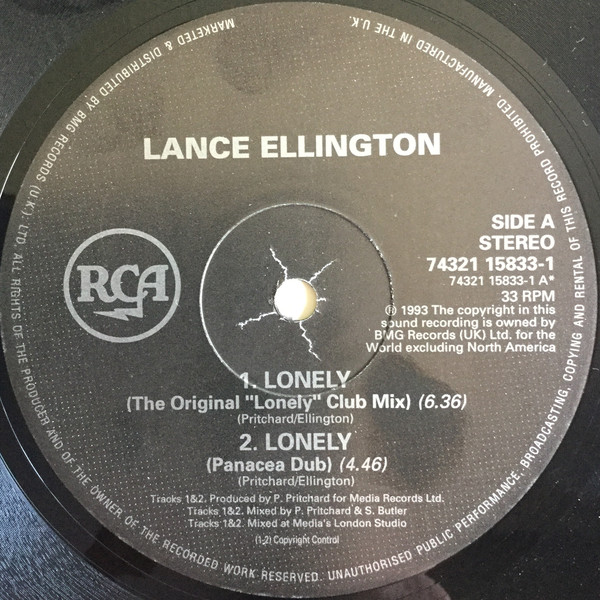 LANCE ELLINGTON
RCA
SIDE A
STEREO
74321 15833-1
74321 15833-1 A*
33 RPM
℗ 1993 The copyright in this
sound recording is owned by
BMG Records (UK) Ltd. for the
World excluding North America
1. LONELY
(The Original "Lonely" Club Mix) (6.36)
(Pritchard/Ellington)
2. LONELY
(Panacea Dub) (4.46)
(Pritchard/Ellington)
Tracks 1&2. Produced by P. Pritchard for Media Records Ltd.
Tracks 1&2. Mixed by P. Pritchard & S. Butler
Tracks 1&2. Mixed at Media's London Studio
(1-2) Copyright Control
MARKETED & DISTRIBUTED BY BMG RECORDS (U.K.) LTD. ALL RIGHTS OF THE PRODUCER AND OF THE OWNER OF THE RECORDED WORK RESERVED. UNAUTHORISED PUBLIC PERFORMANCE, BROADCASTING, COPYING AND RENTAL OF THIS RECORD PROHIBITED. MANUFACTURED IN THE U.K.